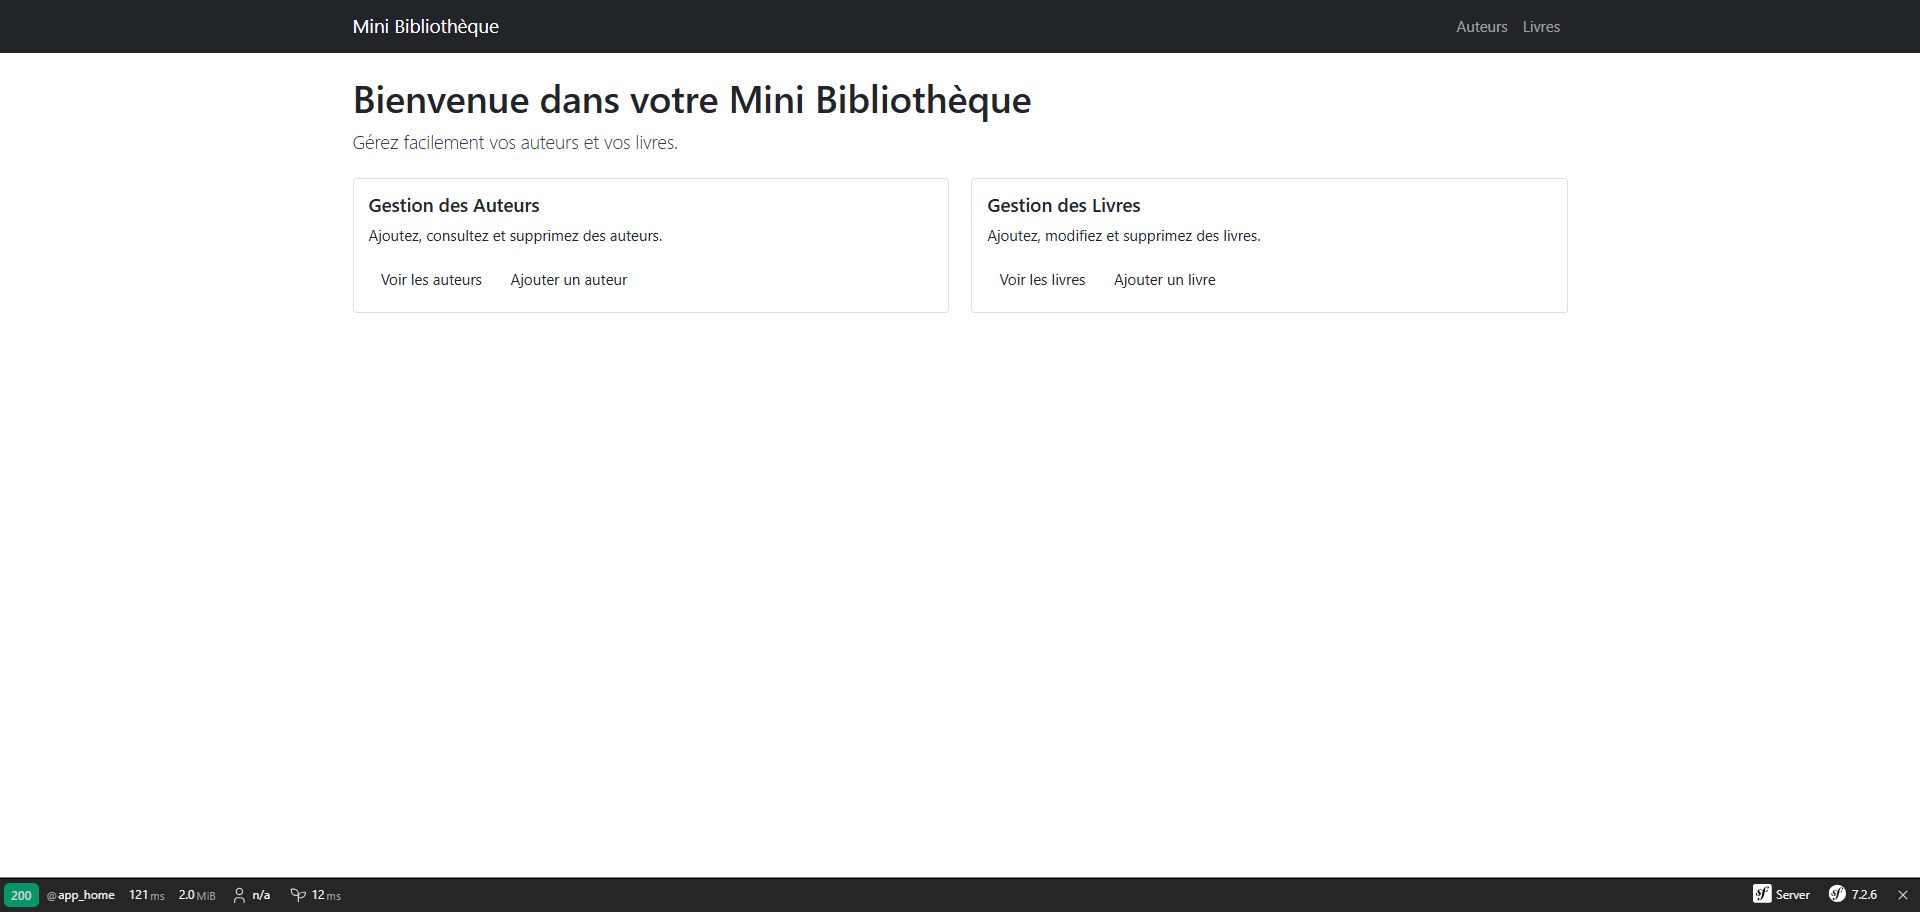 Mini Bibliothèque
Auteurs Livres
Bienvenue dans votre Mini Bibliothèque
Gérez facilement vos auteurs et vos livres.
Gestion des Auteurs
Ajoutez, consultez et supprimez des auteurs.
Voir les auteurs Ajouter un auteur
Gestion des Livres
Ajoutez, modifiez et supprimez des livres.
Voir les livres Ajouter un livre
200 @app_home 121 ms 2.0 MiB n/a 12 ms
sf Server sf 7.2.6